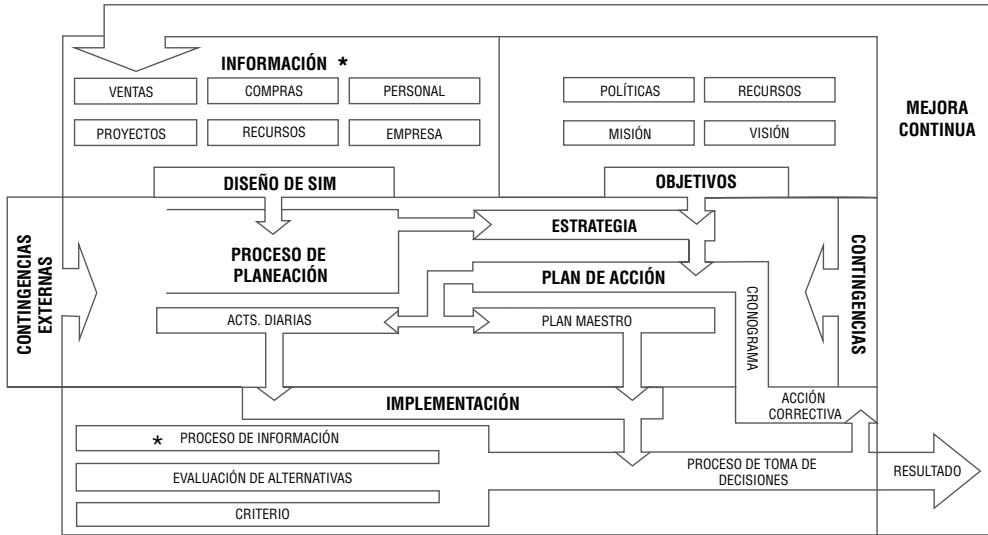 INFORMACIÓN *
VENTAS
COMPRAS
PERSONAL
PROYECTOS
RECURSOS
EMPRESA
POLÍTICAS
RECURSOS
MISIÓN
VISIÓN
MEJORA
CONTINUA
DISEÑO DE SIM
OBJETIVOS
CONTINGENCIAS
EXTERNAS
PROCESO DE
PLANEACIÓN
ESTRATEGIA
PLAN DE ACCIÓN
ACTS. DIARIAS
PLAN MAESTRO
CRONOGRAMA
CONTINGENCIAS
IMPLEMENTACIÓN
ACCIÓN
CORRECTIVA
* PROCESO DE INFORMACIÓN
EVALUACIÓN DE ALTERNATIVAS
CRITERIO
PROCESO DE TOMA DE
DECISIONES
RESULTADO